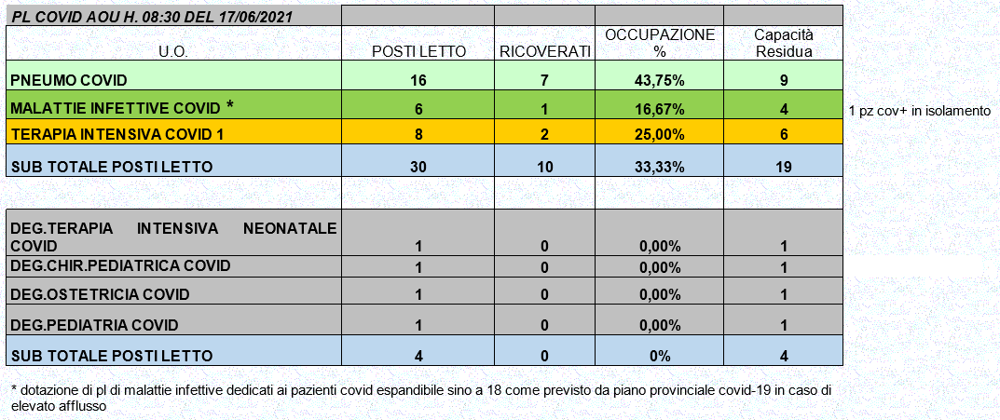 PL COVID AOU H. 08:30 DEL 17/06/2021
U.O. POSTI LETTO RICOVERATI OCCUPAZIONE % Capacità Residua
PNEUMO COVID 16 7 43,75% 9
MALATTIE INFETTIVE COVID * 6 1 16,67% 4 1 pz cov+ in isolamento
TERAPIA INTENSIVA COVID 1 8 2 25,00% 6
SUB TOTALE POSTI LETTO 30 10 33,33% 19
DEG.TERAPIA INTENSIVA NEONATALE
COVID 1 0 0,00% 1
DEG.CHIR.PEDIATRICA COVID 1 0 0,00% 1
DEG.OSTETRICIA COVID 1 0 0,00% 1
DEG.PEDIATRIA COVID 1 0 0,00% 1
SUB TOTALE POSTI LETTO 4 0 0% 4
* dotazione di pl di malattie infettive dedicati ai pazienti covid espandibile sino a 18 come previsto da piano provinciale covid-19 in caso di
elevato afflusso